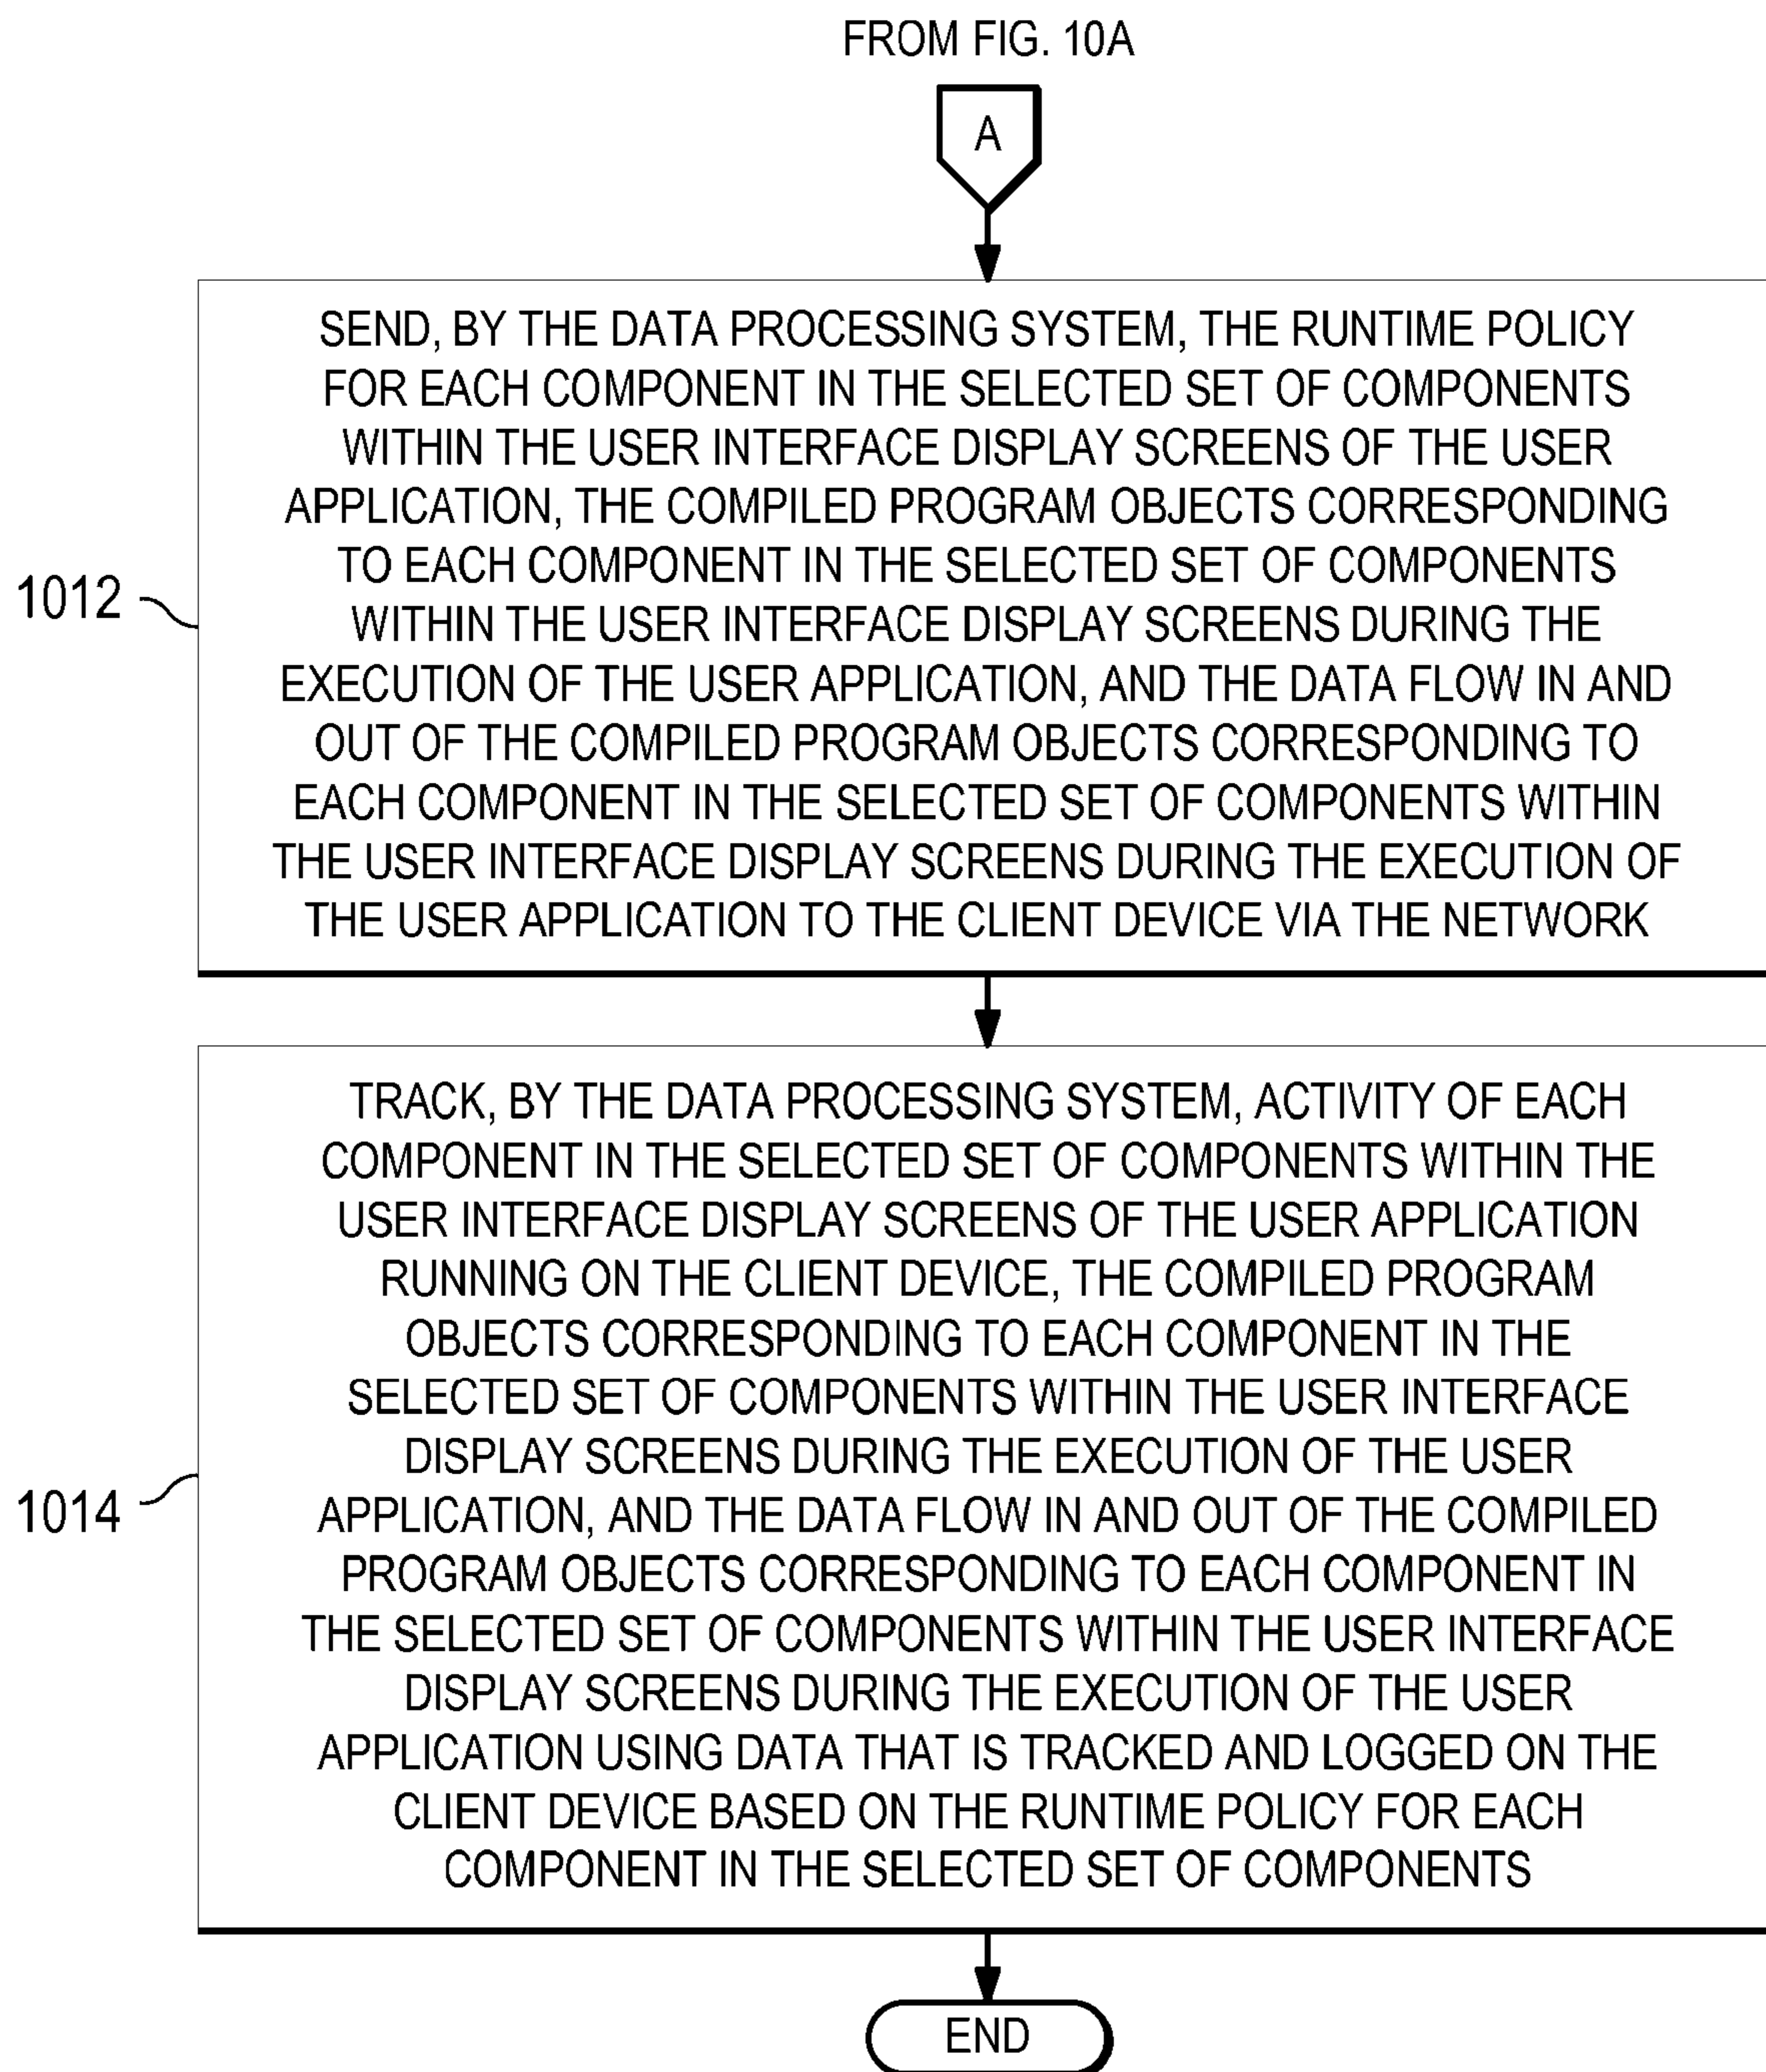 FROM FIG. 10A
A
SEND, BY THE DATA PROCESSING SYSTEM, THE RUNTIME POLICY
FOR EACH COMPONENT IN THE SELECTED SET OF COMPONENTS
WITHIN THE USER INTERFACE DISPLAY SCREENS OF THE USER
APPLICATION, THE COMPILED PROGRAM OBJECTS CORRESPONDING
TO EACH COMPONENT IN THE SELECTED SET OF COMPONENTS
1012
WITHIN THE USER INTERFACE DISPLAY SCREENS DURING THE
EXECUTION OF THE USER APPLICATION, AND THE DATA FLOW IN AND
OUT OF THE COMPILED PROGRAM OBJECTS CORRESPONDING TO
EACH COMPONENT IN THE SELECTED SET OF COMPONENTS WITHIN
THE USER INTERFACE DISPLAY SCREENS DURING THE EXECUTION OF
THE USER APPLICATION TO THE CLIENT DEVICE VIA THE NETWORK
TRACK, BY THE DATA PROCESSING SYSTEM, ACTIVITY OF EACH
COMPONENT IN THE SELECTED SET OF COMPONENTS WITHIN THE
USER INTERFACE DISPLAY SCREENS OF THE USER APPLICATION
RUNNING ON THE CLIENT DEVICE, THE COMPILED PROGRAM
OBJECTS CORRESPONDING TO EACH COMPONENT IN THE
SELECTED SET OF COMPONENTS WITHIN THE USER INTERFACE
DISPLAY SCREENS DURING THE EXECUTION OF THE USER
1014
APPLICATION, AND THE DATA FLOW IN AND OUT OF THE COMPILED
PROGRAM OBJECTS CORRESPONDING TO EACH COMPONENT IN
THE SELECTED SET OF COMPONENTS WITHIN THE USER INTERFACE
DISPLAY SCREENS DURING THE EXECUTION OF THE USER
APPLICATION USING DATA THAT IS TRACKED AND LOGGED ON THE
CLIENT DEVICE BASED ON THE RUNTIME POLICY FOR EACH
COMPONENT IN THE SELECTED SET OF COMPONENTS
END